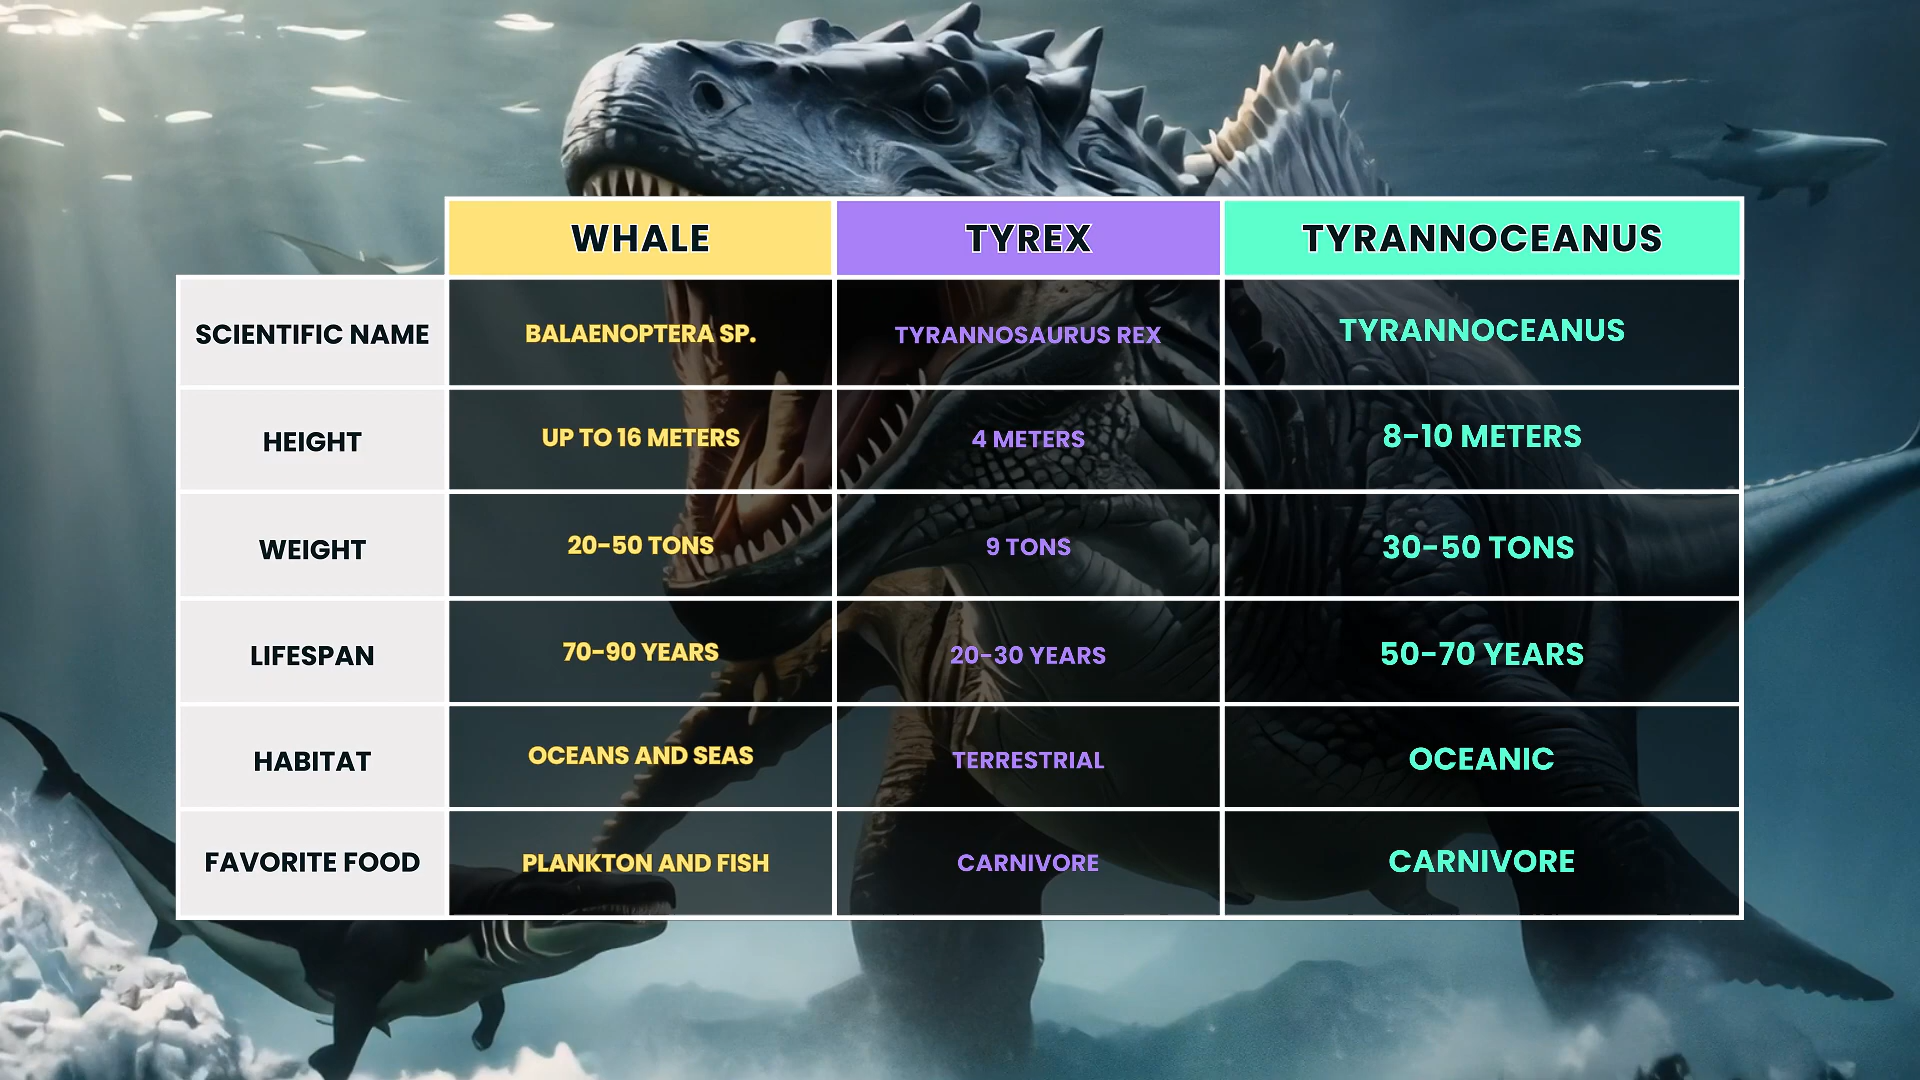 WHALE TYREX TYRANNOCEANUS
SCIENTIFIC NAME BALAENOPTERA SP. TYRANNOSAURUS REX TYRANNOCEANUS
HEIGHT UP TO 16 METERS 4 METERS 8-10 METERS
WEIGHT 20-50 TONS 9 TONS 30-50 TONS
LIFESPAN 70-90 YEARS 20-30 YEARS 50-70 YEARS
HABITAT OCEANS AND SEAS TERRESTRIAL OCEANIC
FAVORITE FOOD PLANKTON AND FISH CARNIVORE CARNIVORE